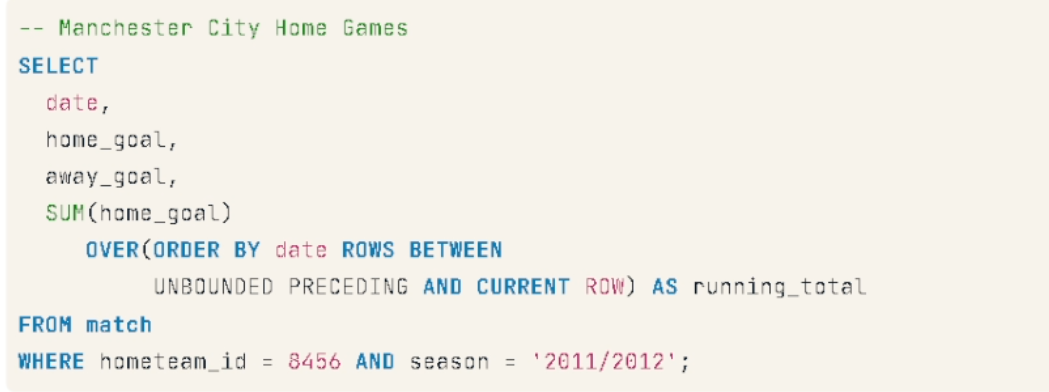 -- Manchester City Home Games
SELECT
date,
home_goal,
away_goal,
SUM(home_goal)
OVER(ORDER BY date ROWS BETWEEN
UNBOUNDED PRECEDING AND CURRENT ROW) AS running_total
FROM match
WHERE hometeam_id = 8456 AND season = '2011/2012';